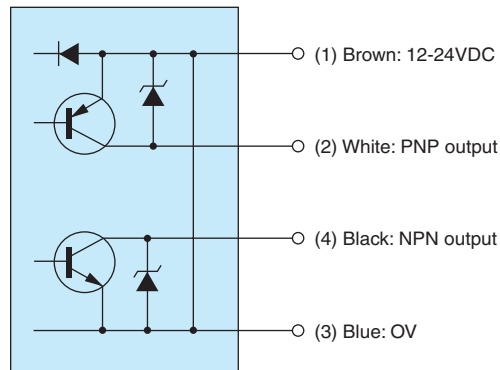 (1) Brown: 12-24VDC
(2) White: PNP output
(4) Black: NPN output
(3) Blue: OV